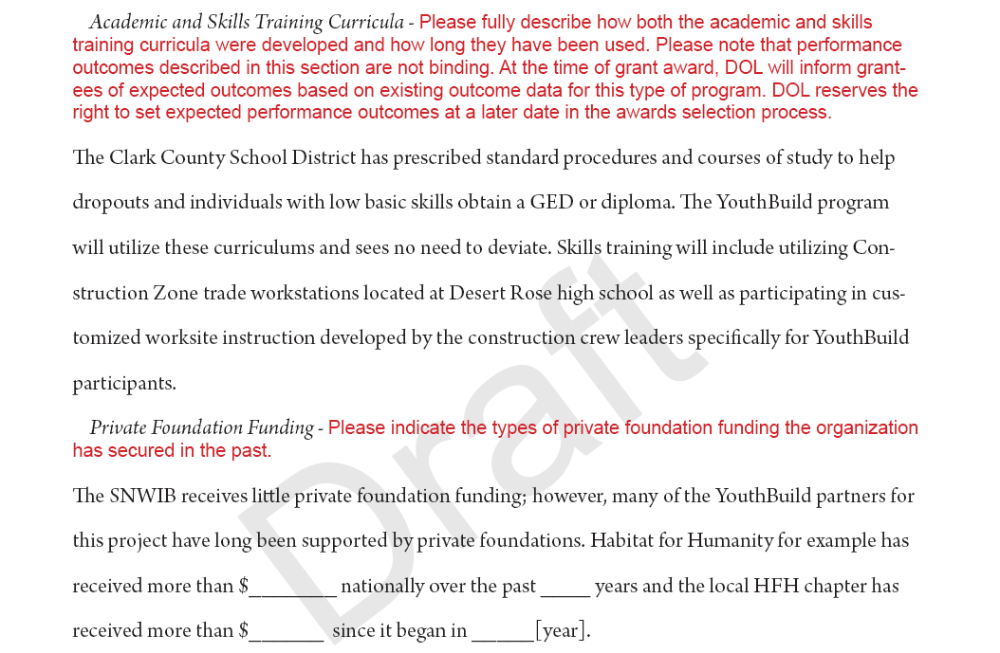 Academic and Skills Training Curricula - Please fully describe how both the academic and skills
training curricula were developed and how long they have been used. Please note that performance
outcomes described in this section are not binding. At the time of grant award, DOL will inform grant-
ees of expected outcomes based on existing outcome data for this type of program. DOL reserves the
right to set expected performance outcomes at a later date in the awards selection process.
The Clark County School District has prescribed standard procedures and courses of study to help
dropouts and individuals with low basic skills obtain a GED or diploma. The YouthBuild program
will utilize these curriculums and sees no need to deviate. Skills training will include utilizing Con-
struction Zone trade workstations located at Desert Rose high school as well as participating in cus-
tomized worksite instruction developed by the construction crew leaders specifically for YouthBuild
participants.
Private Foundation Funding - Please indicate the types of private foundation funding the organization
has secured in the past.
The SNWIB receives little private foundation funding; however, many of the YouthBuild partners for
this project have long been supported by private foundations. Habitat for Humanity for example has
received more than $_______ nationally over the past ____ years and the local HFH chapter has
received more than $______ since it began in _____[year].
Draft